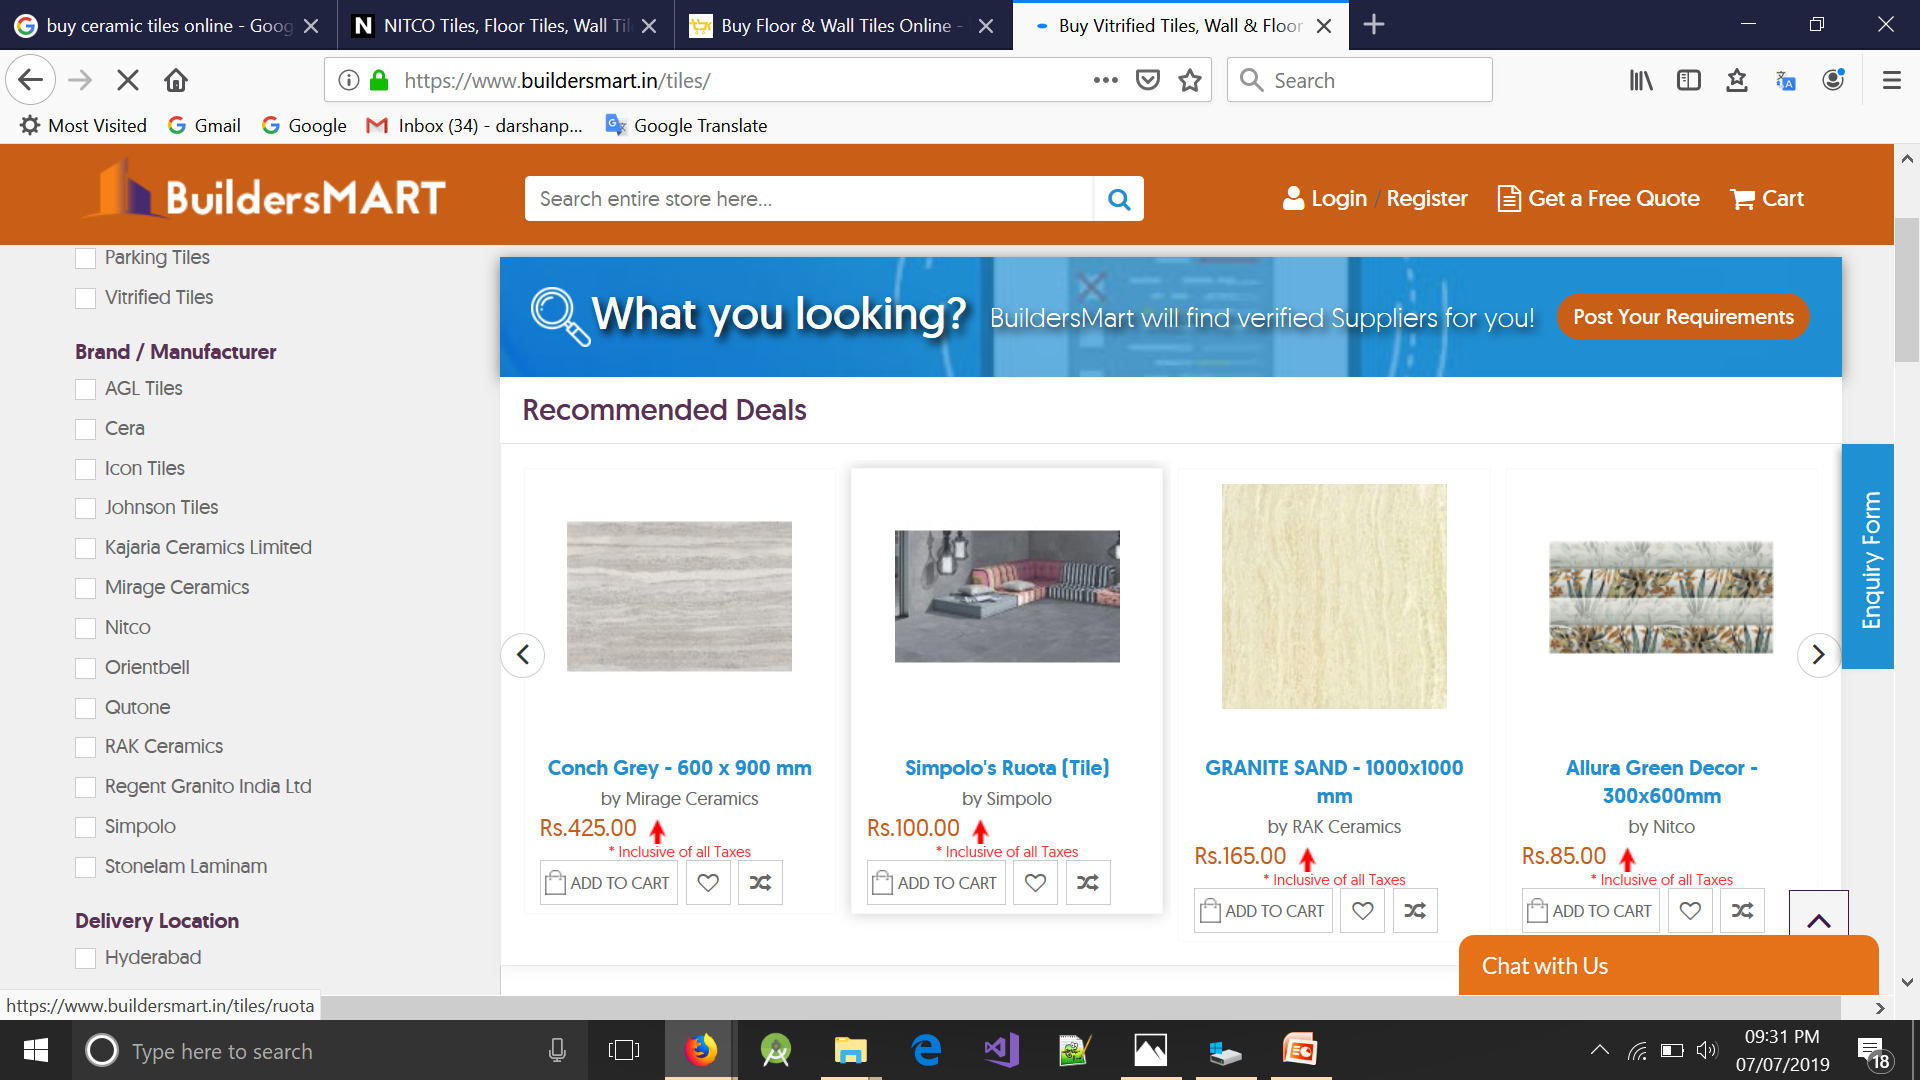 buy ceramic tiles online - Goog
NITCO Tiles, Floor Tiles, Wall Til
Buy Floor & Wall Tiles Online -
Buy Vitrified Tiles, Wall & Floor
https://www.buildersmart.in/tiles/
Search
Most Visited
Gmail
Google
Inbox (34) - darshanp...
Google Translate
BuildersMART
Search entire store here...
Login / Register
Get a Free Quote
Cart
Parking Tiles
Vitrified Tiles
Brand / Manufacturer
AGL Tiles
Cera
Icon Tiles
Johnson Tiles
Kajaria Ceramics Limited
Mirage Ceramics
Nitco
Orientbell
Qutone
RAK Ceramics
Regent Granito India Ltd
Simpolo
Stonelam Laminam
Delivery Location
Hyderabad
What you looking?
BuildersMart will find verified Suppliers for you!
Post Your Requirements
Recommended Deals
Conch Grey - 600 x 900 mm
by Mirage Ceramics
Rs.425.00
* Inclusive of all Taxes
ADD TO CART
Simpolo's Ruota (Tile)
by Simpolo
Rs.100.00
* Inclusive of all Taxes
ADD TO CART
GRANITE SAND - 1000x1000
mm
by RAK Ceramics
Rs.165.00
* Inclusive of all Taxes
ADD TO CART
Allura Green Decor -
300x600mm
by Nitco
Rs.85.00
* Inclusive of all Taxes
ADD TO CART
Enquiry Form
Chat with Us
https://www.buildersmart.in/tiles/ruota
Type here to search
09:31 PM
07/07/2019
18